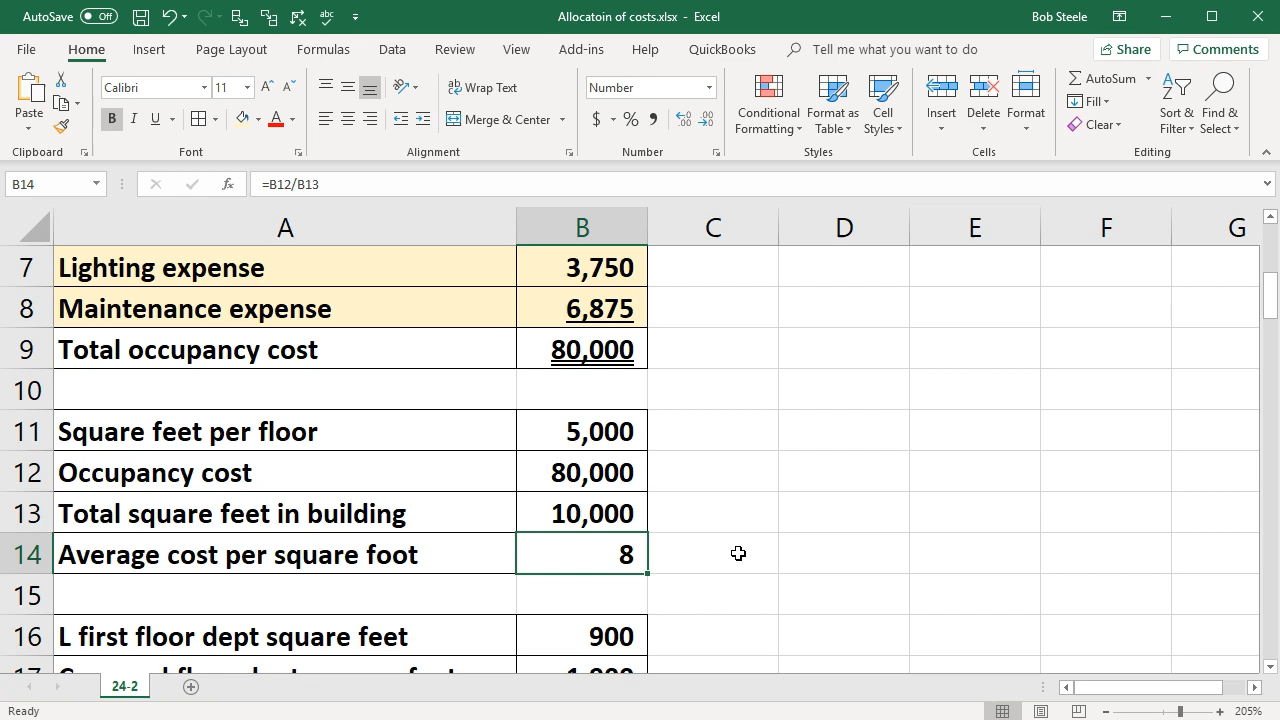 AutoSave Off
Allocatoin of costs.xlsx - Excel
Bob Steele
File Home Insert Page Layout Formulas Data Review View Add-ins Help QuickBooks Tell me what you want to do Share Comments
Paste
Calibri 11
B I U
Wrap Text
Merge & Center
Number
$ %
Conditional Formatting
Format as Table
Cell Styles
Insert Delete Format
AutoSum
Fill
Clear
Sort & Filter
Find & Select
Clipboard Font Alignment Number Styles Cells Editing
B14 fx =B12/B13
A B C D E F G
7 Lighting expense 3,750
8 Maintenance expense 6,875
9 Total occupancy cost 80,000
10
11 Square feet per floor 5,000
12 Occupancy cost 80,000
13 Total square feet in building 10,000
14 Average cost per square foot 8
15
16 L first floor dept square feet 900
24-2
Ready
205%